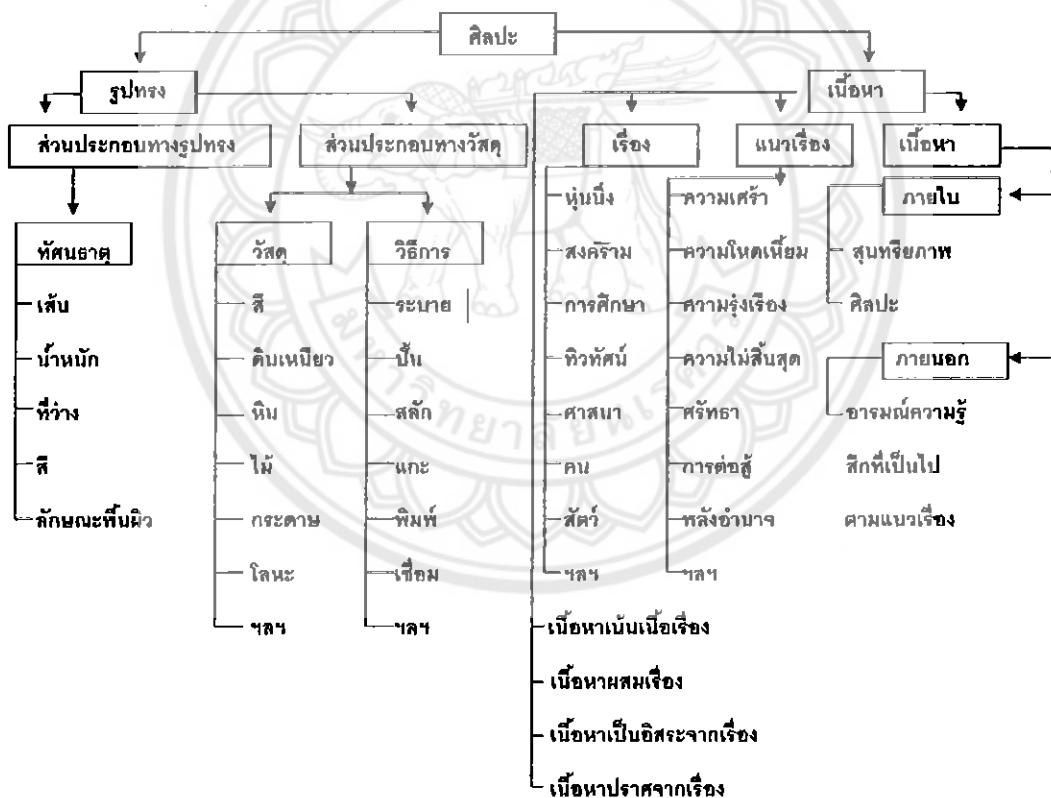 ศิลปะ
รูปทรง
เนื้อหา
ส่วนประกอบทางรูปทรง
ส่วนประกอบทางวัสดุ
เรื่อง
แนวเรื่อง
เนื้อหา
ทัศนธาตุ
เส้น
น้ำหนัก
ที่ว่าง
สี
ลักษณะพื้นผิว
วัสดุ
สี
ดินเหนียว
หิน
ไม้
กระดาษ
โลหะ
ฯลฯ
วิธีการ
ระบาย
ปั้น
สลัก
แกะ
พิมพ์
เชื่อม
ฯลฯ
หุ่นนิ่ง
สงคราม
การศึกษา
ทิวทัศน์
ศาสนา
คน
สัตว์
ฯลฯ
ความเศร้า
ความโหดเหี้ยม
ความรุ่งเรือง
ความไม่สิ้นสุด
ศรัทธา
การต่อสู้
พลังอำนาจ
ฯลฯ
ภายใน
สุนทรียภาพ
ศิลปะ
ภายนอก
อารมณ์ความรู้
สึกที่เป็นไป
ตามแนวเรื่อง
เนื้อหาเน้นเนื้อเรื่อง
เนื้อหาผสมเรื่อง
เนื้อหาเป็นอิสระจากเรื่อง
เนื้อหาปราศจากเรื่อง
มหาวิทยาลัยนเรศวร